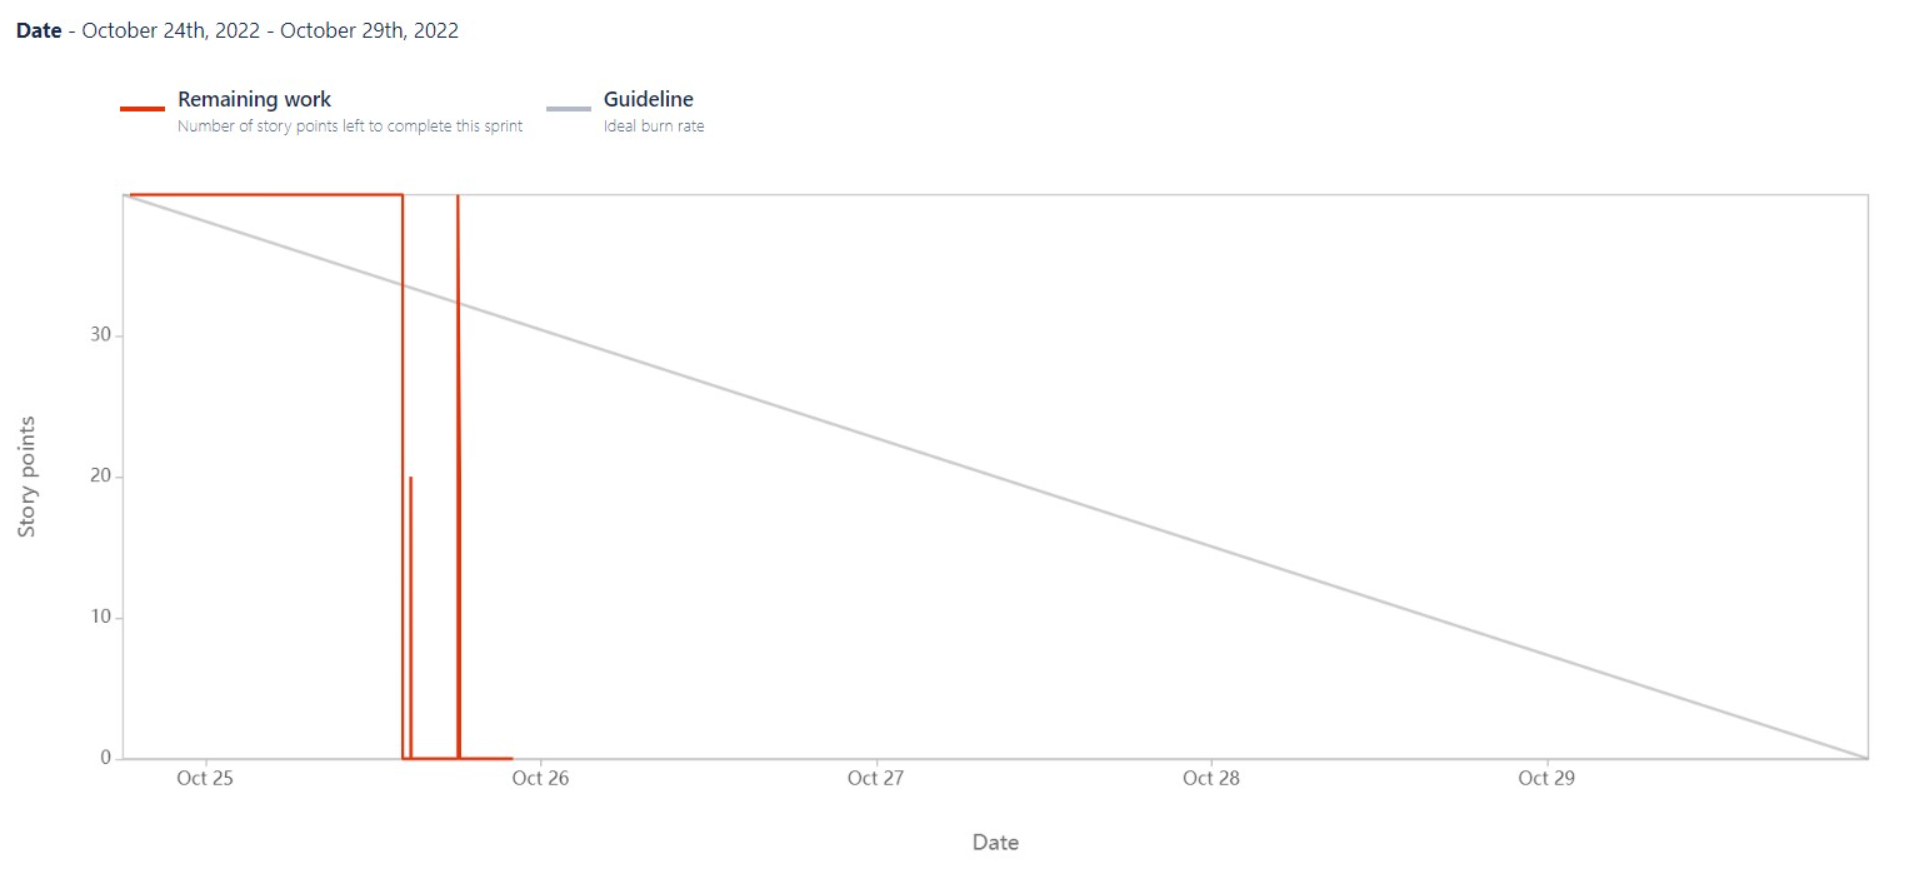 Date - October 24th, 2022 - October 29th, 2022
Remaining work
Number of story points left to complete this sprint
Guideline
Ideal burn rate
Story points
30
20
10
0
Oct 25
Oct 26
Oct 27
Oct 28
Oct 29
Date